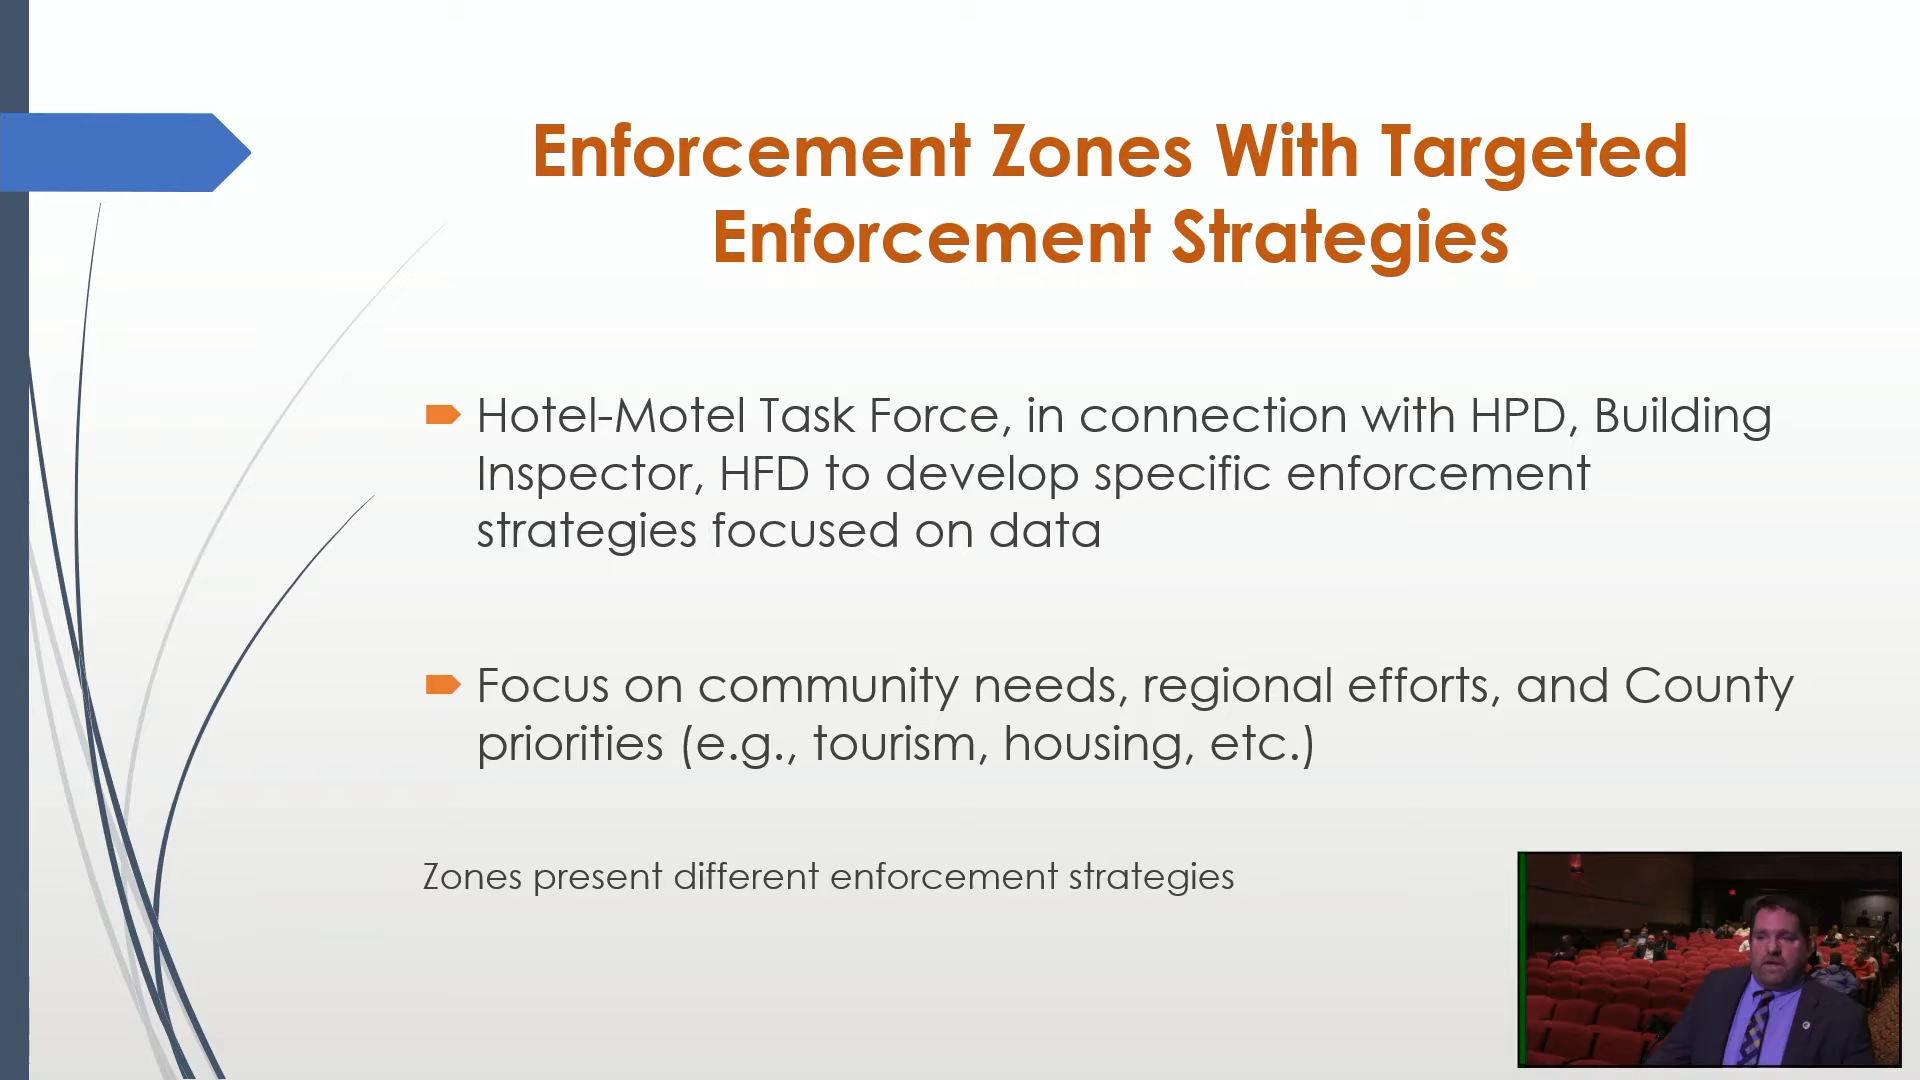 Enforcement Zones With Targeted
Enforcement Strategies
Hotel-Motel Task Force, in connection with HPD, Building
Inspector, HFD to develop specific enforcement
strategies focused on data
Focus on community needs, regional efforts, and County
priorities (e.g., tourism, housing, etc.)
Zones present different enforcement strategies